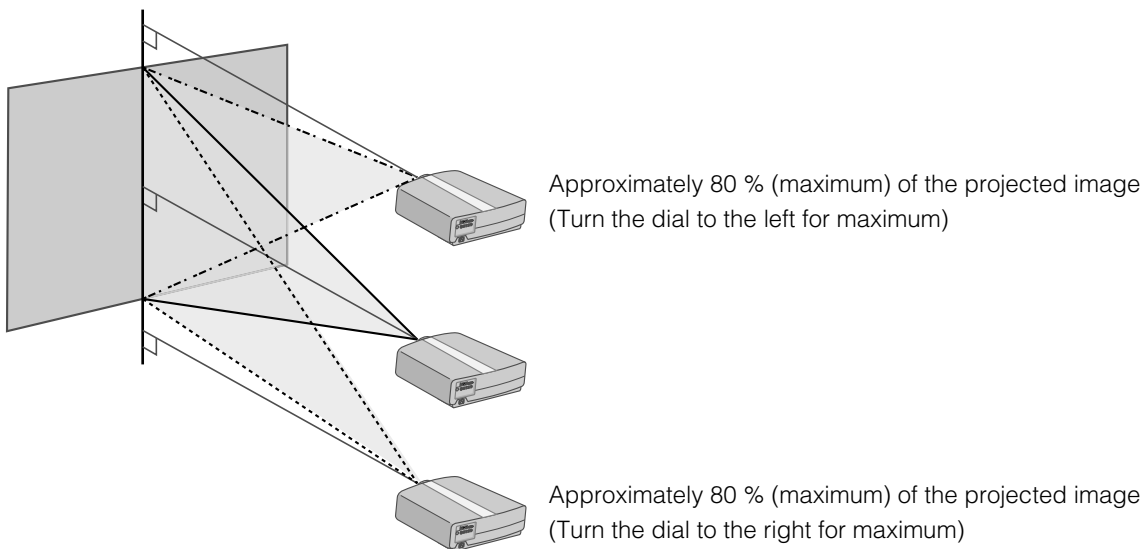 Approximately 80 % (maximum) of the projected image
(Turn the dial to the left for maximum)
Approximately 80 % (maximum) of the projected image
(Turn the dial to the right for maximum)